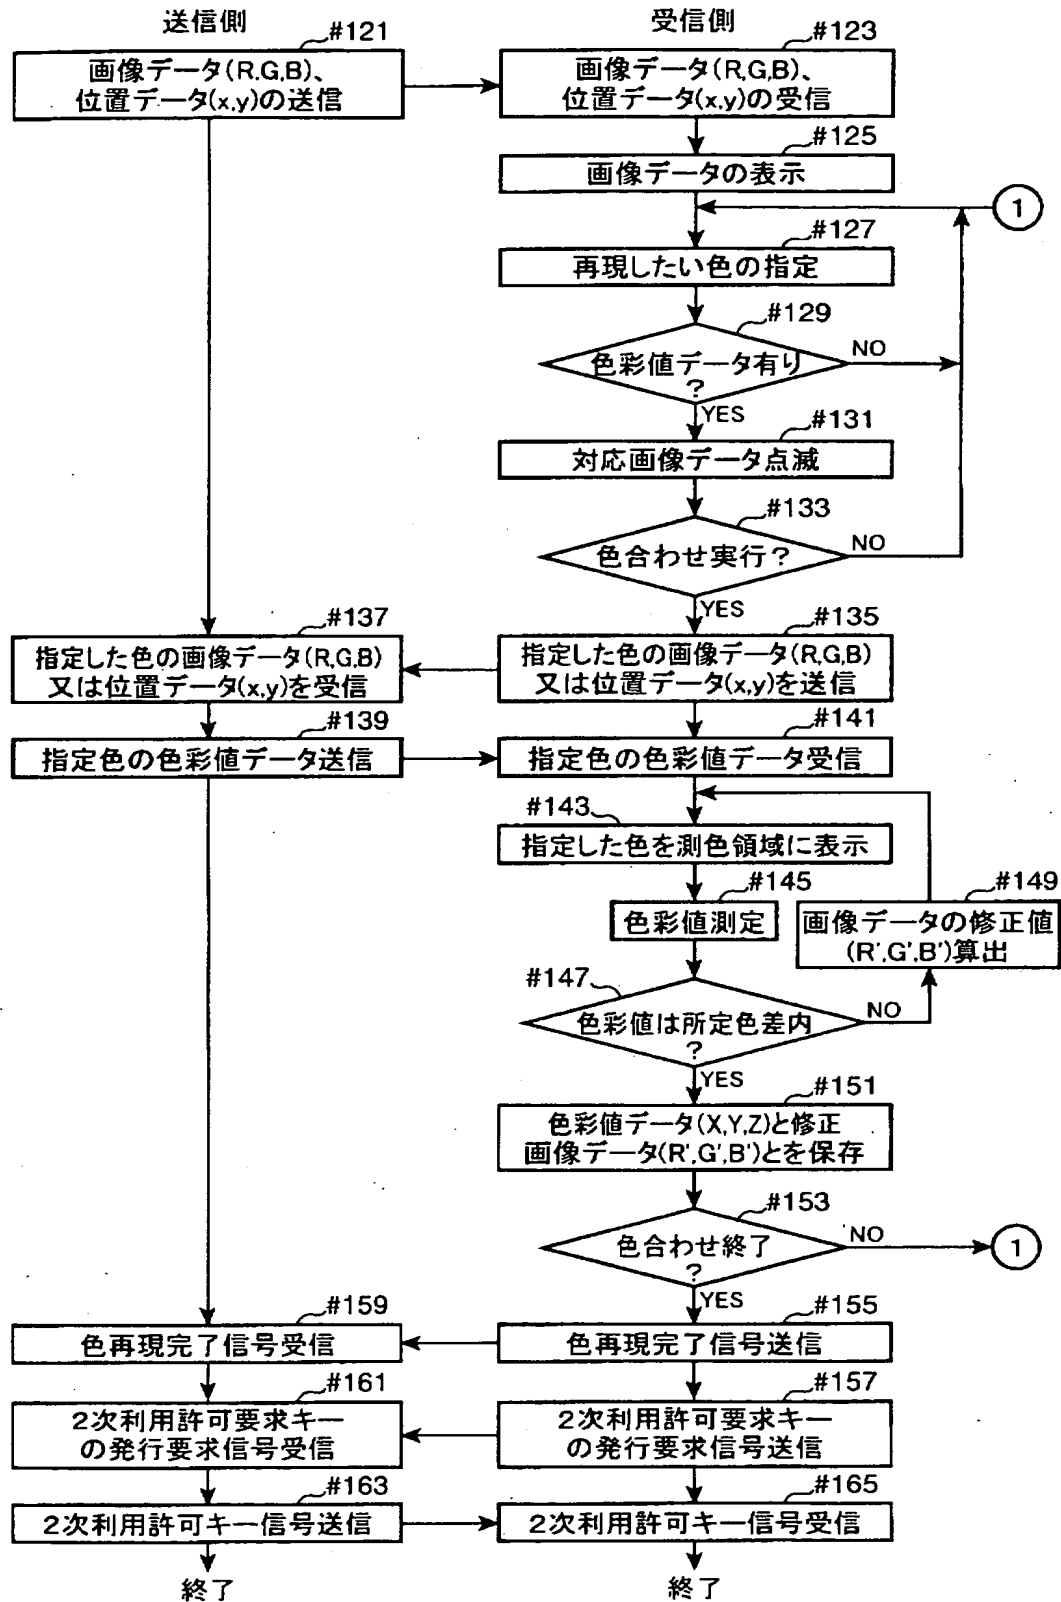 送信側
受信側
#121
#123
画像データ(R,G,B)、
位置データ(x,y)の送信
画像データ(R,G,B)、
位置データ(x,y)の受信
#125
画像データの表示
1
#127
再現したい色の指定
#129
色彩値データ有り
?
NO
YES
#131
対応画像データ点滅
#133
色合わせ実行?
NO
YES
#137
#135
指定した色の画像データ(R,G,B)
又は位置データ(x,y)を受信
指定した色の画像データ(R,G,B)
又は位置データ(x,y)を送信
#139
#141
指定色の色彩値データ送信
指定色の色彩値データ受信
#143
指定した色を測色領域に表示
#145
色彩値測定
#149
画像データの修正値
(R',G',B')算出
#147
色彩値は所定色差内
?
NO
YES
#151
色彩値データ(X,Y,Z)と修正
画像データ(R',G',B')とを保存
#153
色合わせ終了
?
NO
1
YES
#159
#155
色再現完了信号受信
色再現完了信号送信
#161
#157
2次利用許可要求キー
の発行要求信号受信
2次利用許可要求キー
の発行要求信号送信
#163
#165
2次利用許可キー信号送信
2次利用許可キー信号受信
終了
終了